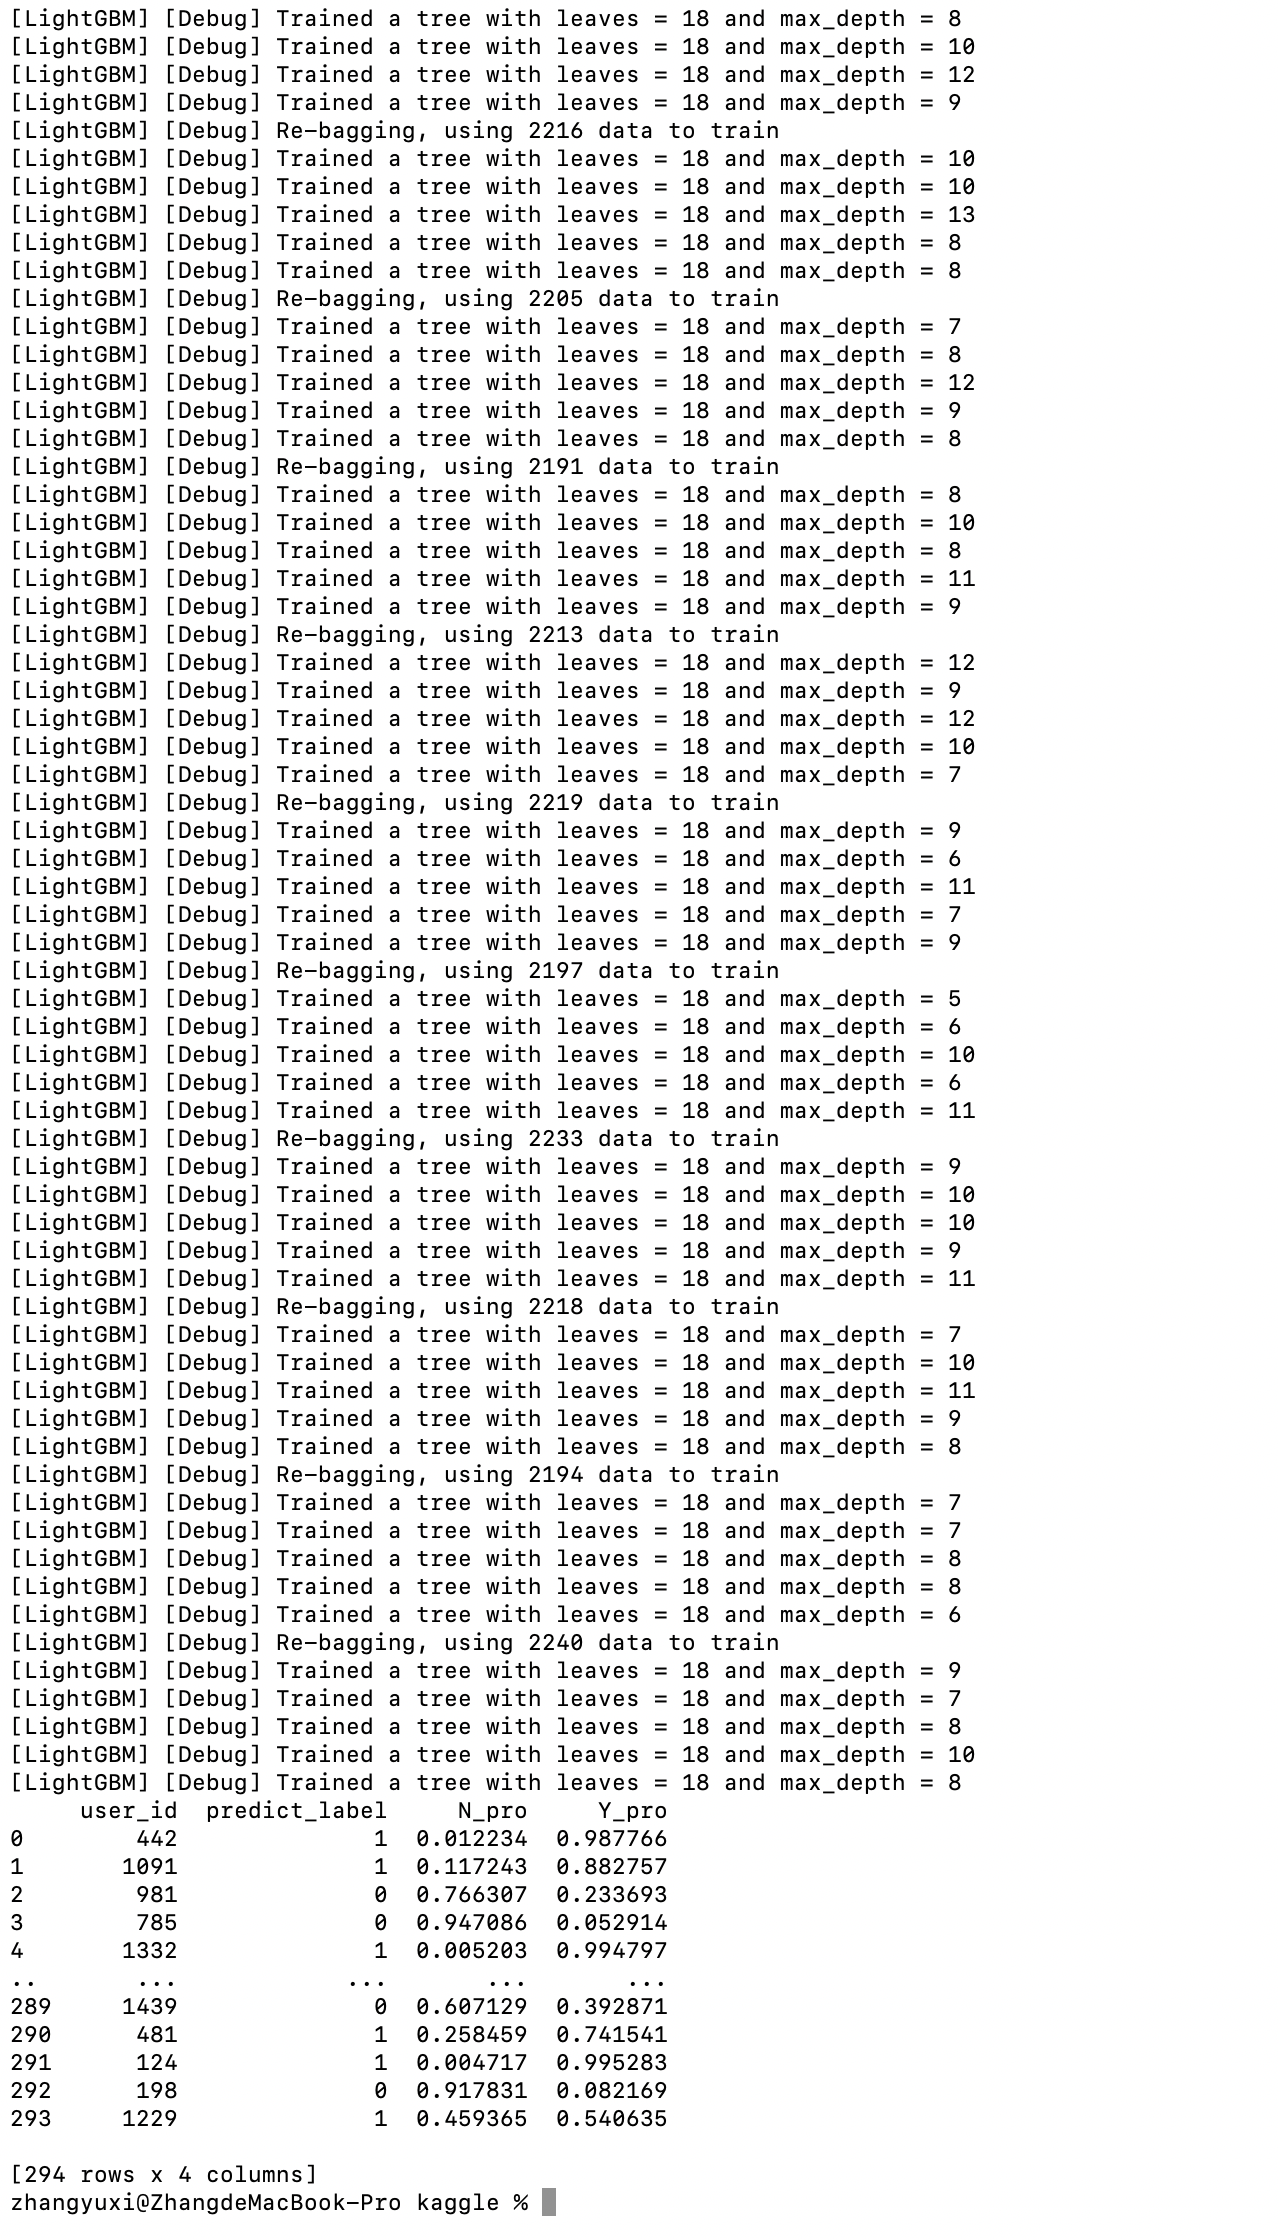 [LightGBM] [Debug] Trained a tree with leaves = 18 and max_depth = 8
[LightGBM] [Debug] Trained a tree with leaves = 18 and max_depth = 10
[LightGBM] [Debug] Trained a tree with leaves = 18 and max_depth = 12
[LightGBM] [Debug] Trained a tree with leaves = 18 and max_depth = 9
[LightGBM] [Debug] Re-bagging, using 2216 data to train
[LightGBM] [Debug] Trained a tree with leaves = 18 and max_depth = 10
[LightGBM] [Debug] Trained a tree with leaves = 18 and max_depth = 10
[LightGBM] [Debug] Trained a tree with leaves = 18 and max_depth = 13
[LightGBM] [Debug] Trained a tree with leaves = 18 and max_depth = 8
[LightGBM] [Debug] Trained a tree with leaves = 18 and max_depth = 8
[LightGBM] [Debug] Re-bagging, using 2205 data to train
[LightGBM] [Debug] Trained a tree with leaves = 18 and max_depth = 7
[LightGBM] [Debug] Trained a tree with leaves = 18 and max_depth = 8
[LightGBM] [Debug] Trained a tree with leaves = 18 and max_depth = 12
[LightGBM] [Debug] Trained a tree with leaves = 18 and max_depth = 9
[LightGBM] [Debug] Trained a tree with leaves = 18 and max_depth = 8
[LightGBM] [Debug] Re-bagging, using 2191 data to train
[LightGBM] [Debug] Trained a tree with leaves = 18 and max_depth = 8
[LightGBM] [Debug] Trained a tree with leaves = 18 and max_depth = 10
[LightGBM] [Debug] Trained a tree with leaves = 18 and max_depth = 8
[LightGBM] [Debug] Trained a tree with leaves = 18 and max_depth = 11
[LightGBM] [Debug] Trained a tree with leaves = 18 and max_depth = 9
[LightGBM] [Debug] Re-bagging, using 2213 data to train
[LightGBM] [Debug] Trained a tree with leaves = 18 and max_depth = 12
[LightGBM] [Debug] Trained a tree with leaves = 18 and max_depth = 9
[LightGBM] [Debug] Trained a tree with leaves = 18 and max_depth = 12
[LightGBM] [Debug] Trained a tree with leaves = 18 and max_depth = 10
[LightGBM] [Debug] Trained a tree with leaves = 18 and max_depth = 7
[LightGBM] [Debug] Re-bagging, using 2219 data to train
[LightGBM] [Debug] Trained a tree with leaves = 18 and max_depth = 9
[LightGBM] [Debug] Trained a tree with leaves = 18 and max_depth = 6
[LightGBM] [Debug] Trained a tree with leaves = 18 and max_depth = 11
[LightGBM] [Debug] Trained a tree with leaves = 18 and max_depth = 7
[LightGBM] [Debug] Trained a tree with leaves = 18 and max_depth = 9
[LightGBM] [Debug] Re-bagging, using 2197 data to train
[LightGBM] [Debug] Trained a tree with leaves = 18 and max_depth = 5
[LightGBM] [Debug] Trained a tree with leaves = 18 and max_depth = 6
[LightGBM] [Debug] Trained a tree with leaves = 18 and max_depth = 10
[LightGBM] [Debug] Trained a tree with leaves = 18 and max_depth = 6
[LightGBM] [Debug] Trained a tree with leaves = 18 and max_depth = 11
[LightGBM] [Debug] Re-bagging, using 2233 data to train
[LightGBM] [Debug] Trained a tree with leaves = 18 and max_depth = 9
[LightGBM] [Debug] Trained a tree with leaves = 18 and max_depth = 10
[LightGBM] [Debug] Trained a tree with leaves = 18 and max_depth = 10
[LightGBM] [Debug] Trained a tree with leaves = 18 and max_depth = 9
[LightGBM] [Debug] Trained a tree with leaves = 18 and max_depth = 11
[LightGBM] [Debug] Re-bagging, using 2218 data to train
[LightGBM] [Debug] Trained a tree with leaves = 18 and max_depth = 7
[LightGBM] [Debug] Trained a tree with leaves = 18 and max_depth = 10
[LightGBM] [Debug] Trained a tree with leaves = 18 and max_depth = 11
[LightGBM] [Debug] Trained a tree with leaves = 18 and max_depth = 9
[LightGBM] [Debug] Trained a tree with leaves = 18 and max_depth = 8
[LightGBM] [Debug] Re-bagging, using 2194 data to train
[LightGBM] [Debug] Trained a tree with leaves = 18 and max_depth = 7
[LightGBM] [Debug] Trained a tree with leaves = 18 and max_depth = 7
[LightGBM] [Debug] Trained a tree with leaves = 18 and max_depth = 8
[LightGBM] [Debug] Trained a tree with leaves = 18 and max_depth = 8
[LightGBM] [Debug] Trained a tree with leaves = 18 and max_depth = 6
[LightGBM] [Debug] Re-bagging, using 2240 data to train
[LightGBM] [Debug] Trained a tree with leaves = 18 and max_depth = 9
[LightGBM] [Debug] Trained a tree with leaves = 18 and max_depth = 7
[LightGBM] [Debug] Trained a tree with leaves = 18 and max_depth = 8
[LightGBM] [Debug] Trained a tree with leaves = 18 and max_depth = 10
[LightGBM] [Debug] Trained a tree with leaves = 18 and max_depth = 8
     user_id  predict_label     N_pro     Y_pro
0        442              1  0.012234  0.987766
1       1091              1  0.117243  0.882757
2        981              0  0.766307  0.233693
3        785              0  0.947086  0.052914
4       1332              1  0.005203  0.994797
..       ...            ...       ...       ...
289     1439              0  0.607129  0.392871
290      481              1  0.258459  0.741541
291      124              1  0.004717  0.995283
292      198              0  0.917831  0.082169
293     1229              1  0.459365  0.540635
[294 rows x 4 columns]
zhangyuxi@ZhangdeMacBook-Pro kaggle %